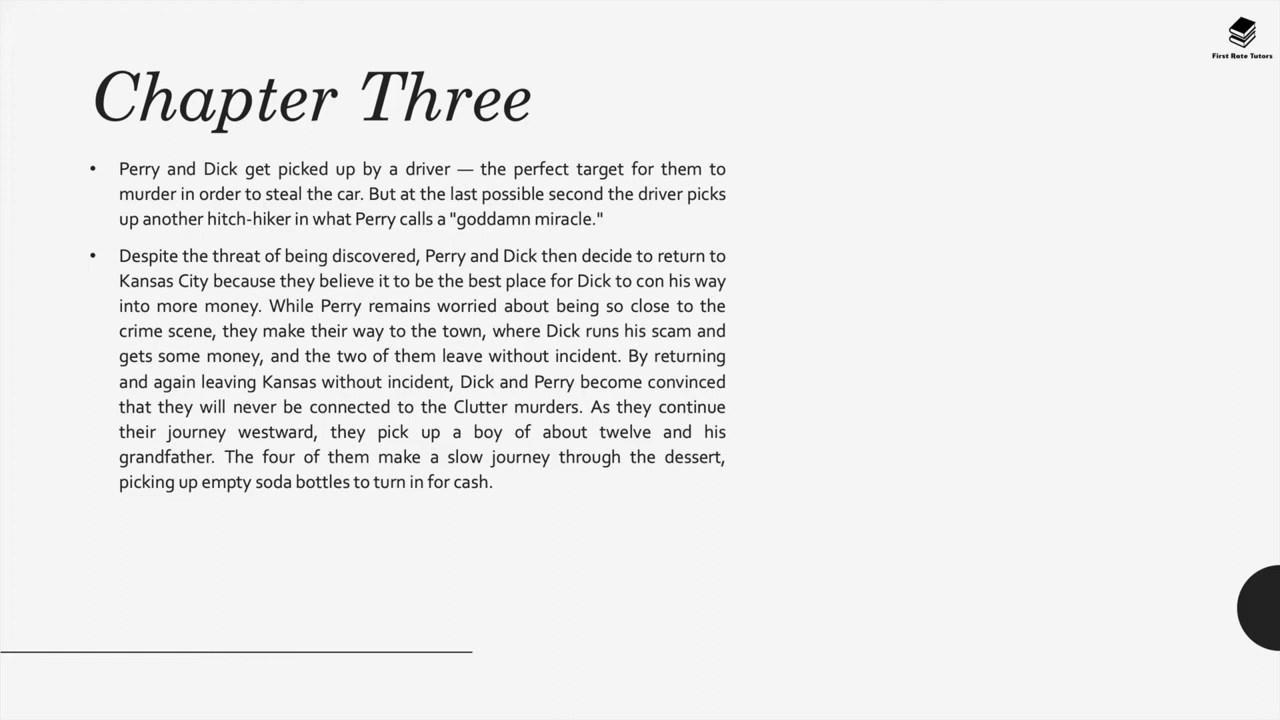 First Rate Tutors
Chapter Three
• Perry and Dick get picked up by a driver — the perfect target for them to
murder in order to steal the car. But at the last possible second the driver picks
up another hitch-hiker in what Perry calls a "goddamn miracle."
• Despite the threat of being discovered, Perry and Dick then decide to return to
Kansas City because they believe it to be the best place for Dick to con his way
into more money. While Perry remains worried about being so close to the
crime scene, they make their way to the town, where Dick runs his scam and
gets some money, and the two of them leave without incident. By returning
and again leaving Kansas without incident, Dick and Perry become convinced
that they will never be connected to the Clutter murders. As they continue
their journey westward, they pick up a boy of about twelve and his
grandfather. The four of them make a slow journey through the dessert,
picking up empty soda bottles to turn in for cash.